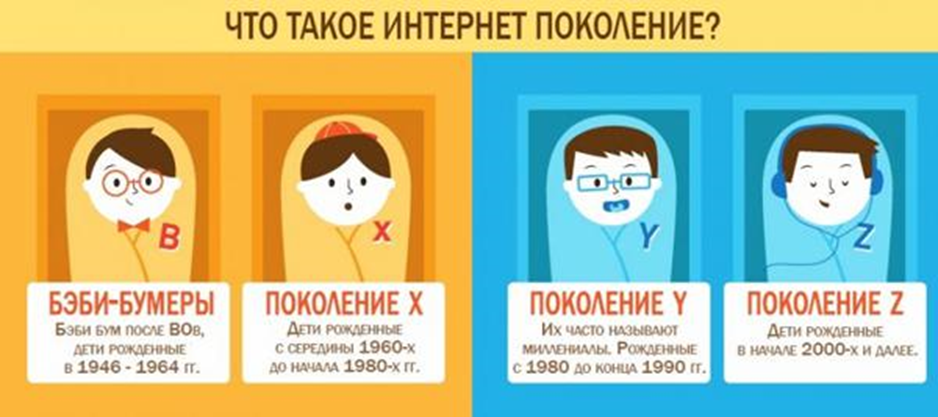 ЧТО ТАКОЕ ИНТЕРНЕТ ПОКОЛЕНИЕ?
B
БЭБИ-БУМЕРЫ
Бэби бум после ВОв,
дети рожденные
в 1946 - 1964 гг.
X
ПОКОЛЕНИЕ X
Дети рожденные
с середины 1960-х
до начала 1980-х гг.
Y
ПОКОЛЕНИЕ Y
Их часто называют
миллениалы. Рожденные
с 1980 до конца 1990 гг.
Z
ПОКОЛЕНИЕ Z
Дети рожденные
в начале 2000-х и далее.